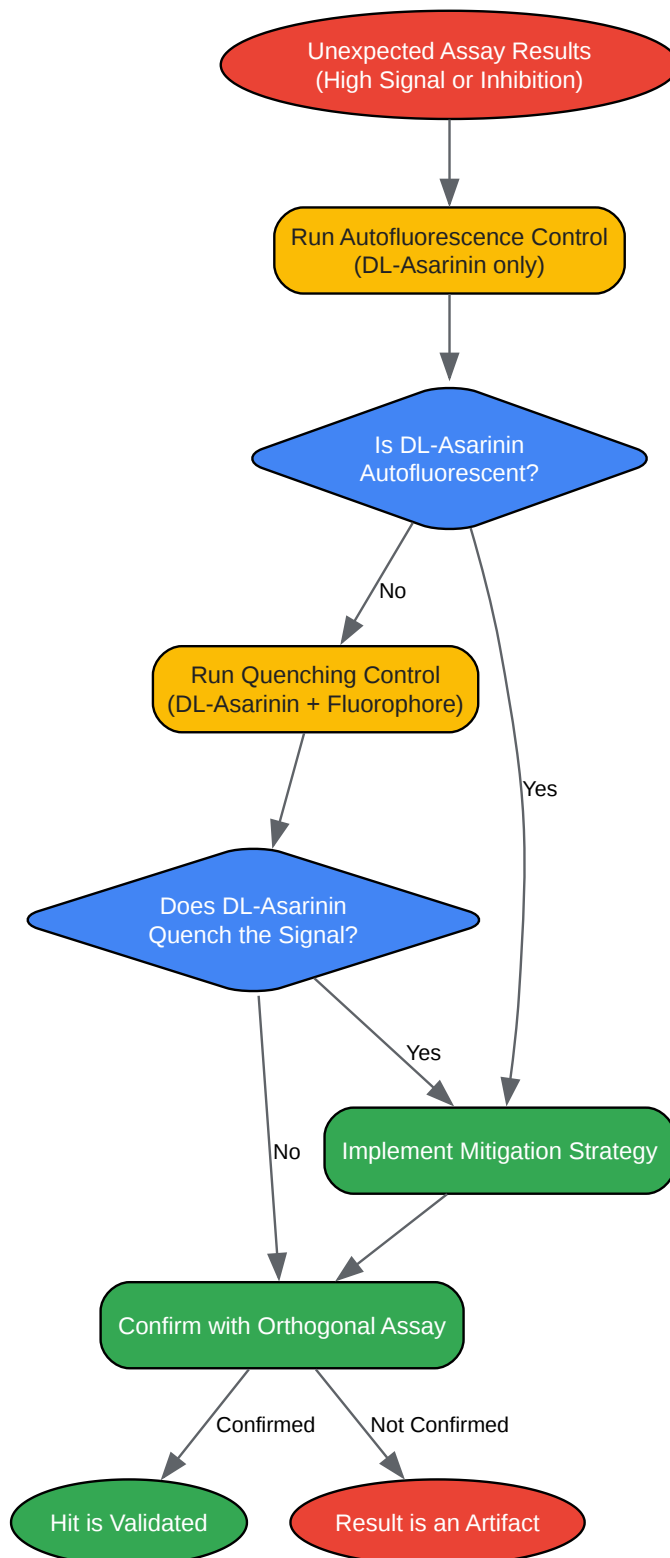 Unexpected Assay Results
(High Signal or Inhibition)
Run Autofluorescence Control
(DL-Asarinin only)
Is DL-Asarinin
Autofluorescent?
No
Run Quenching Control
(DL-Asarinin + Fluorophore)
Yes
Does DL-Asarinin
Quench the Signal?
Yes
No
Implement Mitigation Strategy
Confirm with Orthogonal Assay
Confirmed
Not Confirmed
Hit is Validated
Result is an Artifact